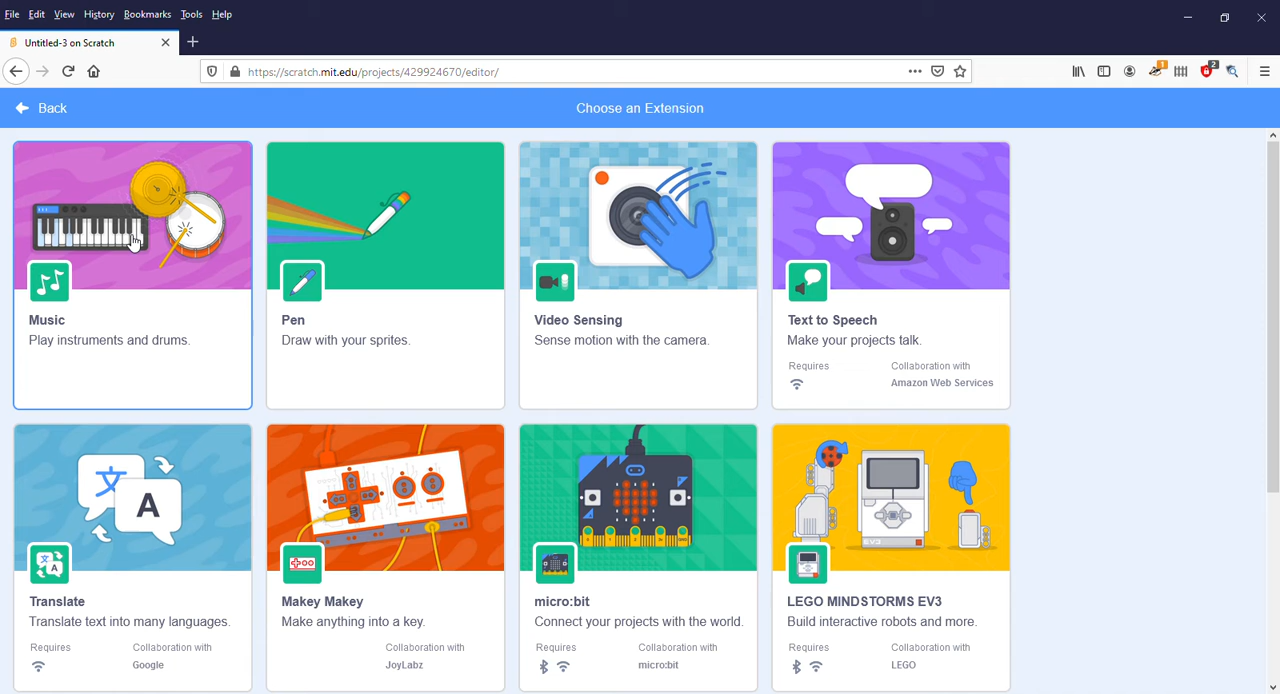 File Edit View History Bookmarks Tools Help
Untitled-3 on Scratch
https://scratch.mit.edu/projects/429924670/editor/
1
2
Back
Choose an Extension
Music
Play instruments and drums.
Pen
Draw with your sprites.
Video Sensing
Sense motion with the camera.
Text to Speech
Make your projects talk.
Requires
Collaboration with
Amazon Web Services
文
A
文
A
EV3
Translate
Translate text into many languages.
Requires
Collaboration with
Google
Makey Makey
Make anything into a key.
Collaboration with
JoyLabz
micro:bit
Connect your projects with the world.
Requires
Collaboration with
micro:bit
LEGO MINDSTORMS EV3
Build interactive robots and more.
Requires
Collaboration with
LEGO